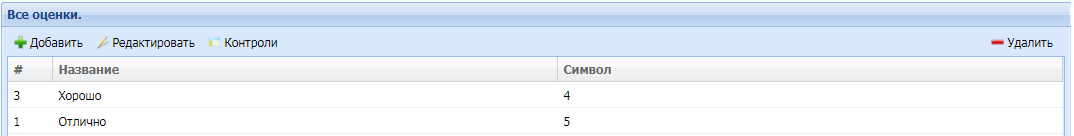 Все оценки.
Добавить Редактировать Контроли Удалить
# Название Символ
3 Хорошо 4
1 Отлично 5